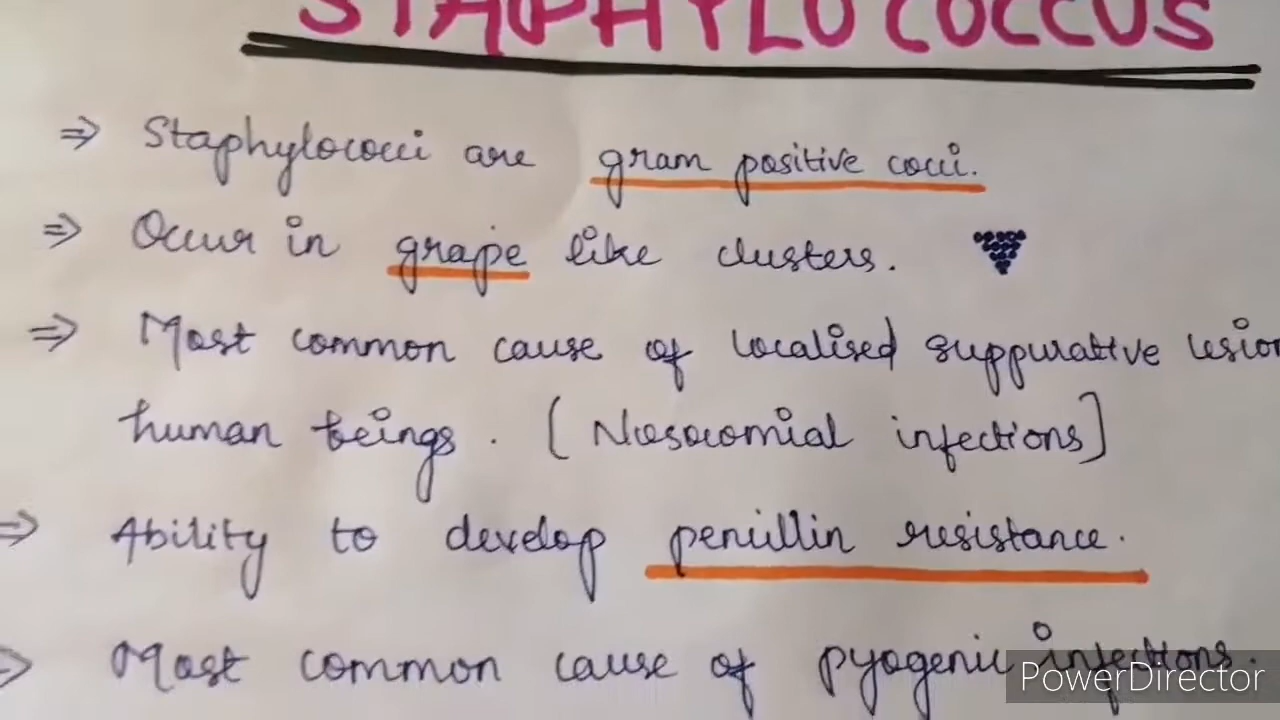 STAPHYLOCOCCUS
⇒ Staphylococci are gram positive cocci.
⇒ Occur in grape like clusters.
⇒ Most common cause of localised suppurative lesion
human beings. [Nosocomial infections]
⇒ Ability to develop penicillin resistance.
⇒ Most common cause of pyogenic infections.
PowerDirector